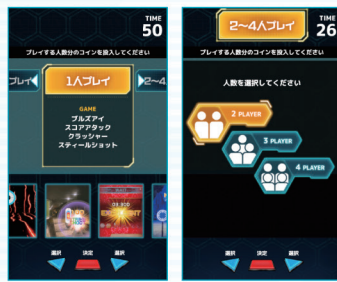 TIME
50
プレイする人数分のコインを投入してください
プレイ
1人プレイ
2~4
GAME
ブルズアイ
スコアアタック
クラッシャー
スティールショット
選択
決定
選択
2~4人プレイ
TIME
26
プレイする人数分のコインを投入してください
人数を選択してください
2 PLAYER
3 PLAYER
4 PLAYER
選択
決定
選択